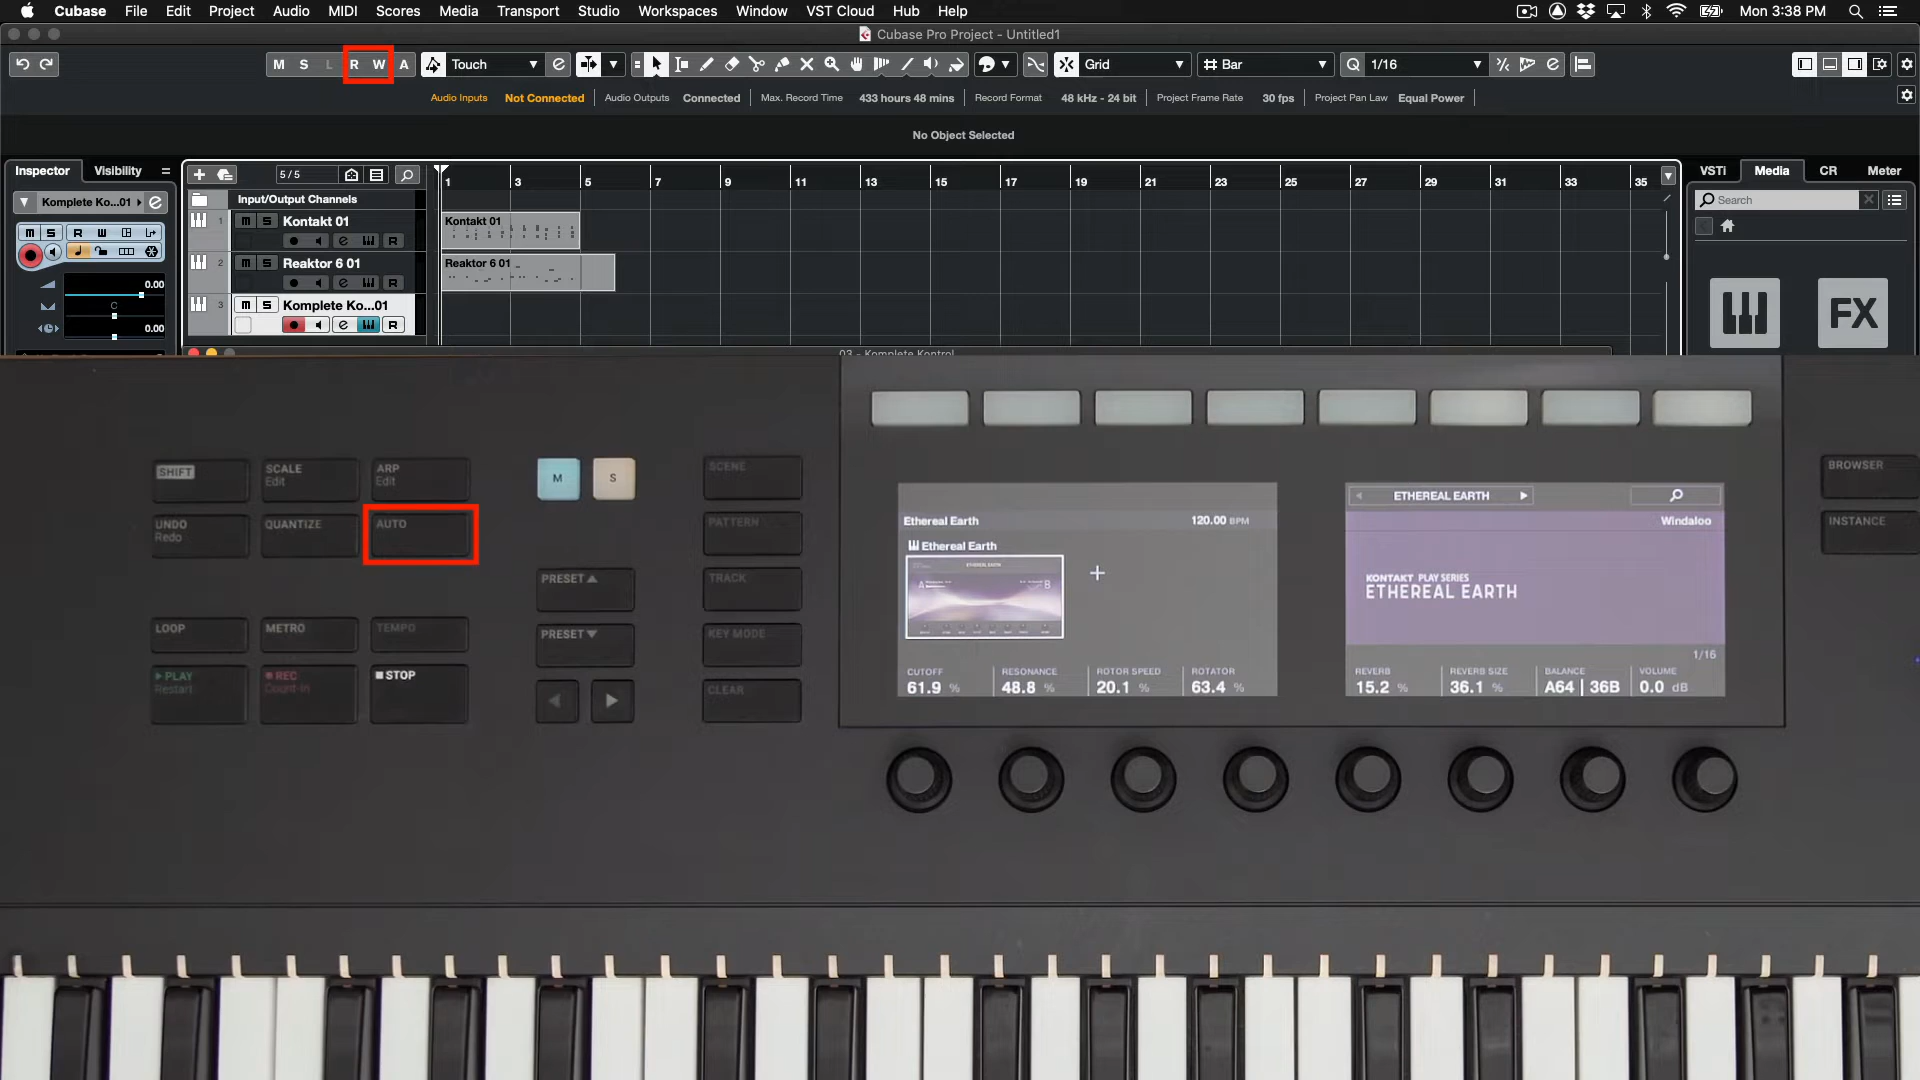 Cubase File Edit Project Audio MIDI Scores Media Transport Studio Workspaces Window VST Cloud Hub Help Mon 3:38 PM
Cubase Pro Project - Untitled1
M S L R W A Touch Grid Bar Q 1/16
Audio Inputs Not Connected Audio Outputs Connected Max. Record Time 433 hours 48 mins Record Format 48 kHz - 24 bit Project Frame Rate 30 fps Project Pan Law Equal Power
No Object Selected
Inspector Visibility
5/5
1 3 5 7 9 11 13 15 17 19 21 23 25 27 29 31 33 35
VSTi Media CR Meter
Komplete Ko...01
Input/Output Channels
Search
M S R W
1 m S Kontakt 01
R
Kontakt 01
2 m S Reaktor 6 01
R
Reaktor 6 01
0.00
C
0.00
3 m S Komplete Ko...01
R
FX
03 - Komplete Kontrol
SHIFT
SCALE
Edit
ARP
Edit
M S
SCENE
BROWSER
UNDO
Redo
QUANTIZE
AUTO
PATTERN
INSTANCE
PRESET
TRACK
LOOP
METRO
TEMPO
PRESET
KEY MODE
PLAY
Restart
REC
Count-In
STOP
CLEAR
Ethereal Earth 120.00 BPM
Ethereal Earth
ETHEREAL EARTH
A B
CUTOFF RESONANCE ROTOR SPEED ROTATOR
61.9 % 48.8 % 20.1 % 63.4 %
ETHEREAL EARTH
Windaloo
KONTAKT PLAY SERIES
ETHEREAL EARTH
1/16
REVERB REVERB SIZE BALANCE VOLUME
15.2 % 36.1 % A64 | 36B 0.0 dB